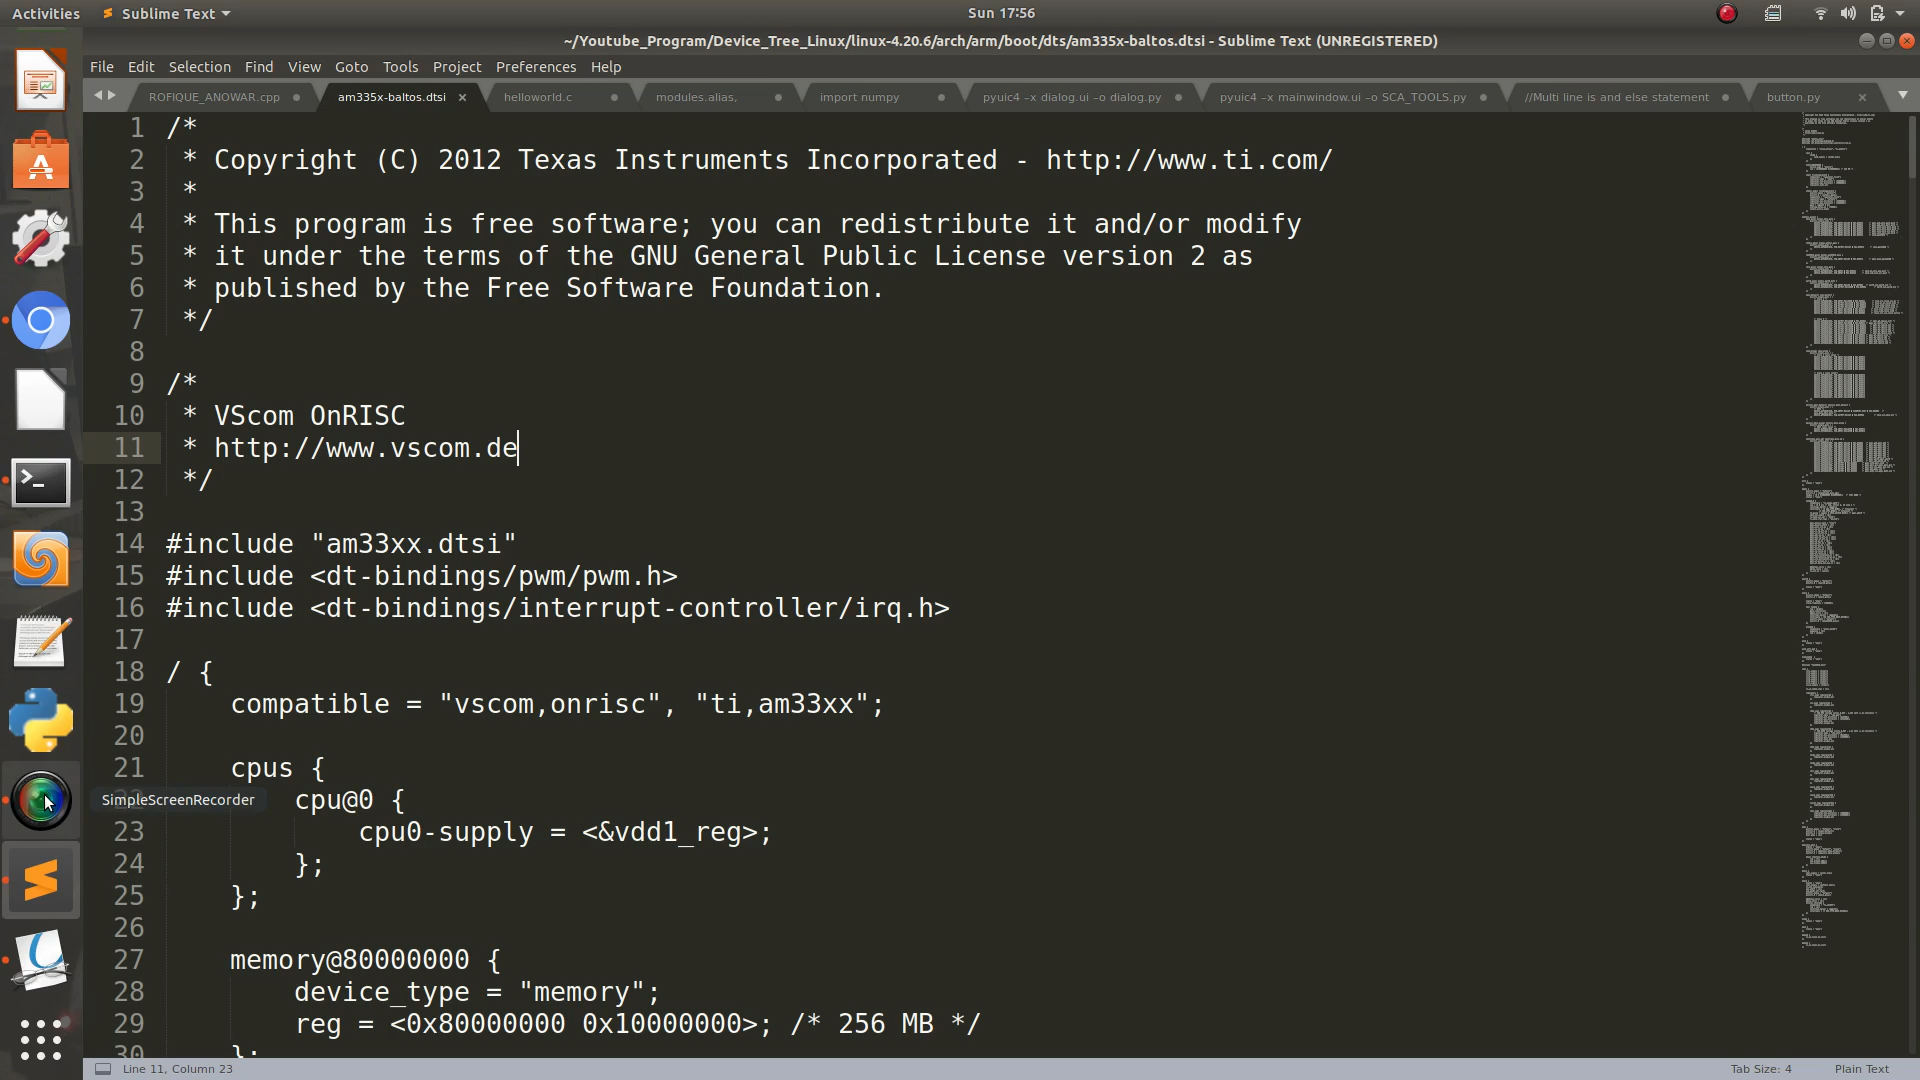 Activities
Sublime Text
Sun 17:56
~/Youtube_Program/Device_Tree_Linux/linux-4.20.6/arch/arm/boot/dts/am335x-baltos.dtsi - Sublime Text (UNREGISTERED)
File Edit Selection Find View Goto Tools Project Preferences Help
ROFIQUE_ANOWAR.cpp
am335x-baltos.dtsi
helloworld.c
modules.alias,
import numpy
pyuic4 –x dialog.ui –o dialog.py
pyuic4 –x mainwindow.ui –o SCA_TOOLS.py
//Multi line is and else statement
button.py
1 /*
2 * Copyright (C) 2012 Texas Instruments Incorporated - http://www.ti.com/
3 *
4 * This program is free software; you can redistribute it and/or modify
5 * it under the terms of the GNU General Public License version 2 as
6 * published by the Free Software Foundation.
7 */
8
9 /*
10 * VScom OnRISC
11 * http://www.vscom.de
12 */
13
14 #include "am33xx.dtsi"
15 #include <dt-bindings/pwm/pwm.h>
16 #include <dt-bindings/interrupt-controller/irq.h>
17
18 / {
19 compatible = "vscom,onrisc", "ti,am33xx";
20
21 cpus {
cpu@0 {
23 cpu0-supply = <&vdd1_reg>;
24 };
25 };
26
27 memory@80000000 {
28 device_type = "memory";
29 reg = <0x80000000 0x10000000>; /* 256 MB */
30 };
SimpleScreenRecorder
Line 11, Column 23
Tab Size: 4
Plain Text